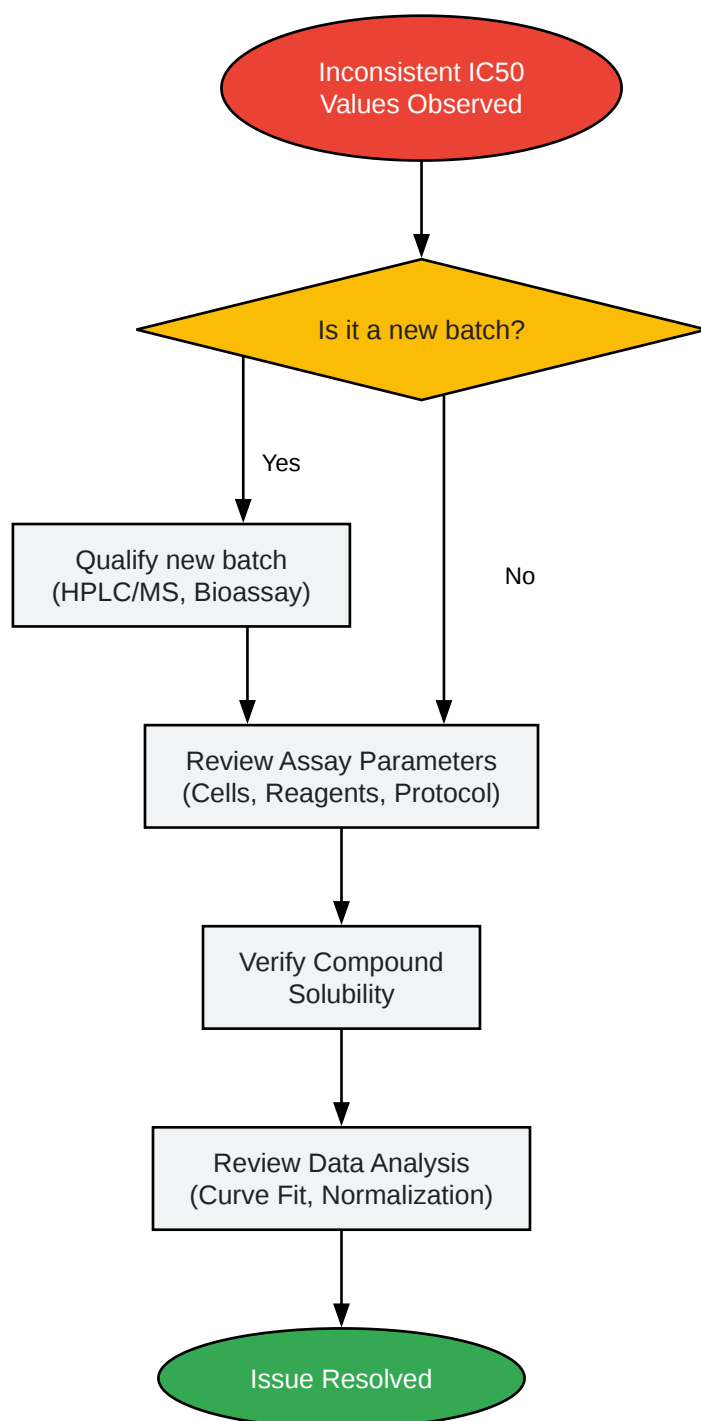 Inconsistent IC50
Values Observed
Is it a new batch?
Yes
Qualify new batch
(HPLC/MS, Bioassay)
No
Review Assay Parameters
(Cells, Reagents, Protocol)
Verify Compound
Solubility
Review Data Analysis
(Curve Fit, Normalization)
Issue Resolved